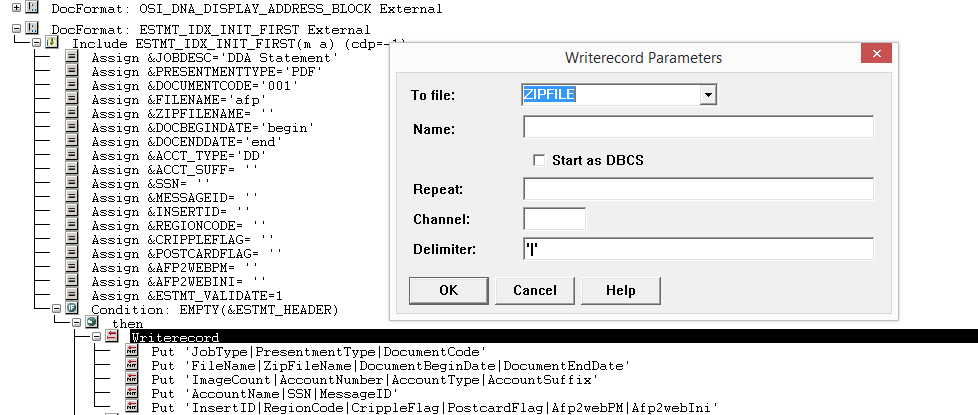 DocFormat: OSI_DNA_DISPLAY_ADDRESS_BLOCK External
DocFormat: ESTMT_IDX_INIT_FIRST External
Include ESTMT_IDX_INIT_FIRST(m a) (cdp=-1)
Assign &JOBDESC='DDA Statement'
Assign &PRESENTMENTTYPE='PDF'
Assign &DOCUMENTCODE='001'
Assign &FILENAME='afp'
Assign &ZIPFILENAME= ''
Assign &DOCBEGINDATE='begin'
Assign &DOCENDDATE='end'
Assign &ACCT_TYPE='DD'
Assign &ACCT_SUFF= ''
Assign &SSN= ''
Assign &MESSAGEID= ''
Assign &INSERTID= ''
Assign &REGIONCODE= ''
Assign &CRIPPLEFLAG= ''
Assign &POSTCARDFLAG= ''
Assign &AFP2WEBPM= ''
Assign &AFP2WEBINI= ''
Assign &ESTMT_VALIDATE=1
Condition: EMPTY(&ESTMT_HEADER)
then
Writerecord
Put 'JobType|PresentmentType|DocumentCode'
Put 'FileName|ZipFileName|DocumentBeginDate|DocumentEndDate'
Put 'ImageCount|AccountNumber|AccountType|AccountSuffix'
Put 'AccountName|SSN|MessageID'
Put 'InsertID|RegionCode|CrippleFlag|PostcardFlag|Afp2webPM|Afp2webIni'
Writerecord Parameters
To file: ZIPFILE
Name:
Start as DBCS
Repeat:
Channel:
Delimiter: '|'
OK Cancel Help